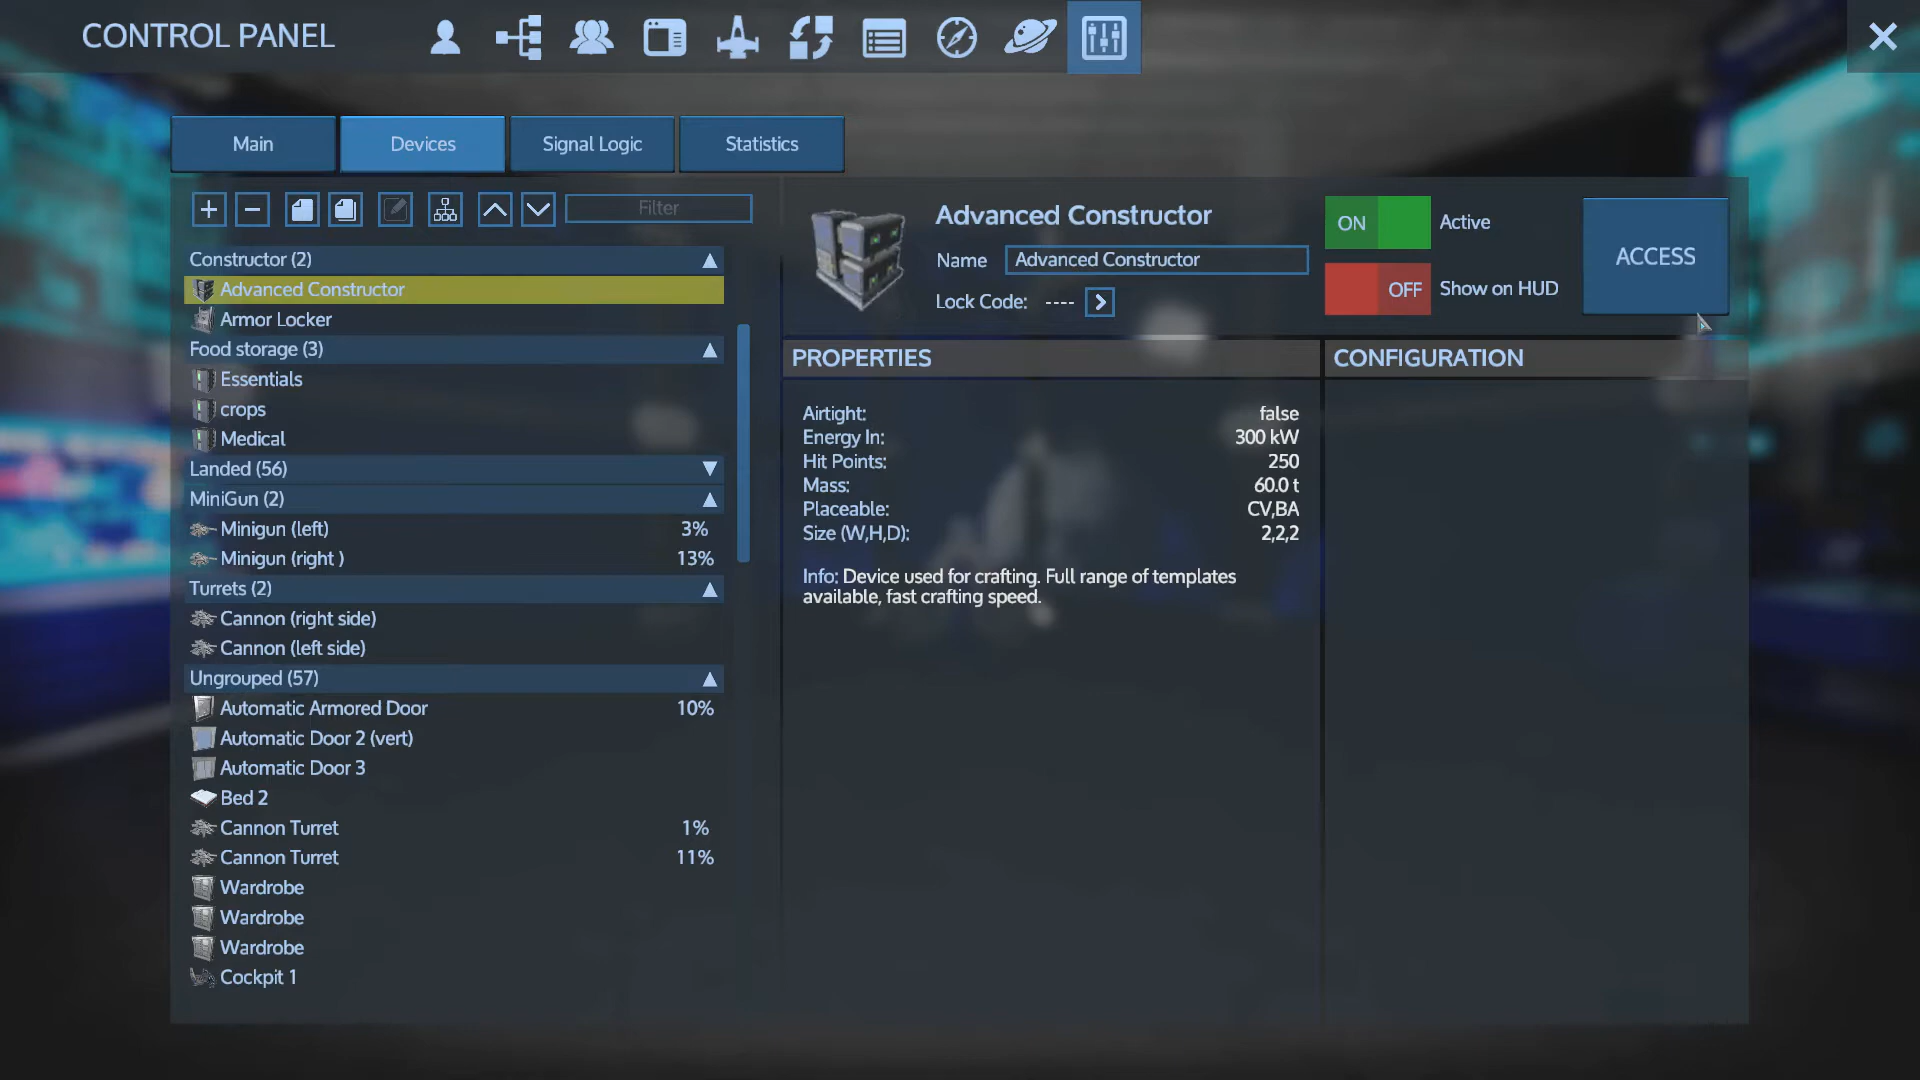 CONTROL PANEL
Main
Devices
Signal Logic
Statistics
Filter
Constructor (2)
Advanced Constructor
Armor Locker
Food storage (3)
Essentials
crops
Medical
Landed (56)
MiniGun (2)
Minigun (left) 3%
Minigun (right ) 13%
Turrets (2)
Cannon (right side)
Cannon (left side)
Ungrouped (57)
Automatic Armored Door 10%
Automatic Door 2 (vert)
Automatic Door 3
Bed 2
Cannon Turret 1%
Cannon Turret 11%
Wardrobe
Wardrobe
Wardrobe
Cockpit 1
Advanced Constructor
Name Advanced Constructor
Lock Code: ----
ON Active
OFF Show on HUD
ACCESS
PROPERTIES
Airtight: false
Energy In: 300 kW
Hit Points: 250
Mass: 60.0 t
Placeable: CV,BA
Size (W,H,D): 2,2,2
Info: Device used for crafting. Full range of templates
available, fast crafting speed.
CONFIGURATION